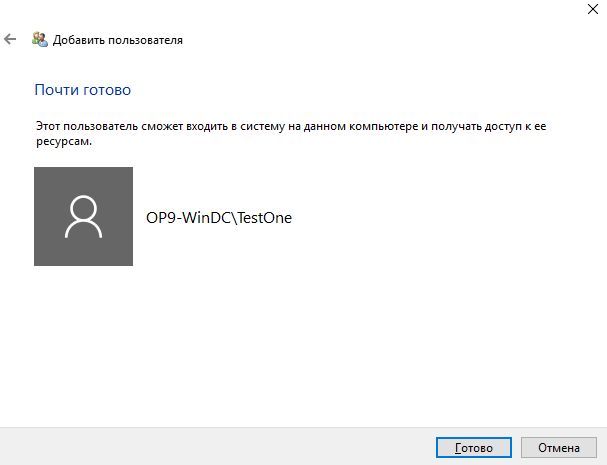 Добавить пользователя
Почти готово
Этот пользователь сможет входить в систему на данном компьютере и получать доступ к ее
ресурсам.
OP9-WinDC\TestOne
Готово
Отмена